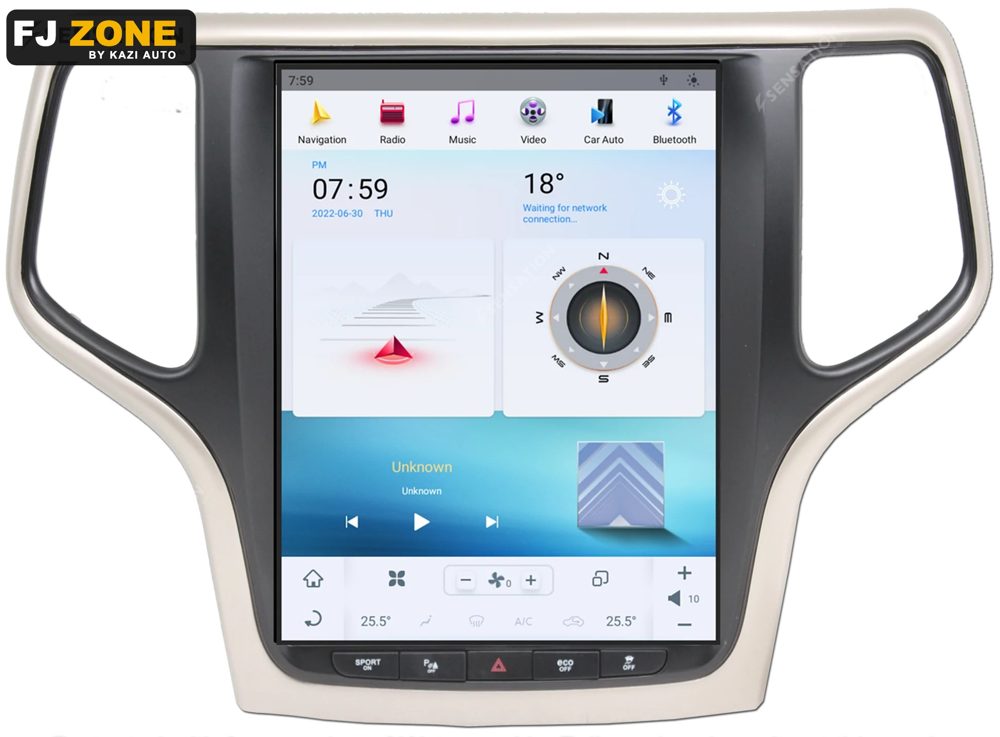 FJ ZONE
BY KAZI AUTO
SENSATION
7:59
Navigation
Radio
Music
Video
Car Auto
Bluetooth
PM
07:59
2022-06-30 THU
18°
Waiting for network
connection...
N
NW
NE
W
E
SW
SE
S
Unknown
Unknown
0
10
25.5°
A/C
25.5°
SPORT
ON
P
OFF
eco
OFF
OFF